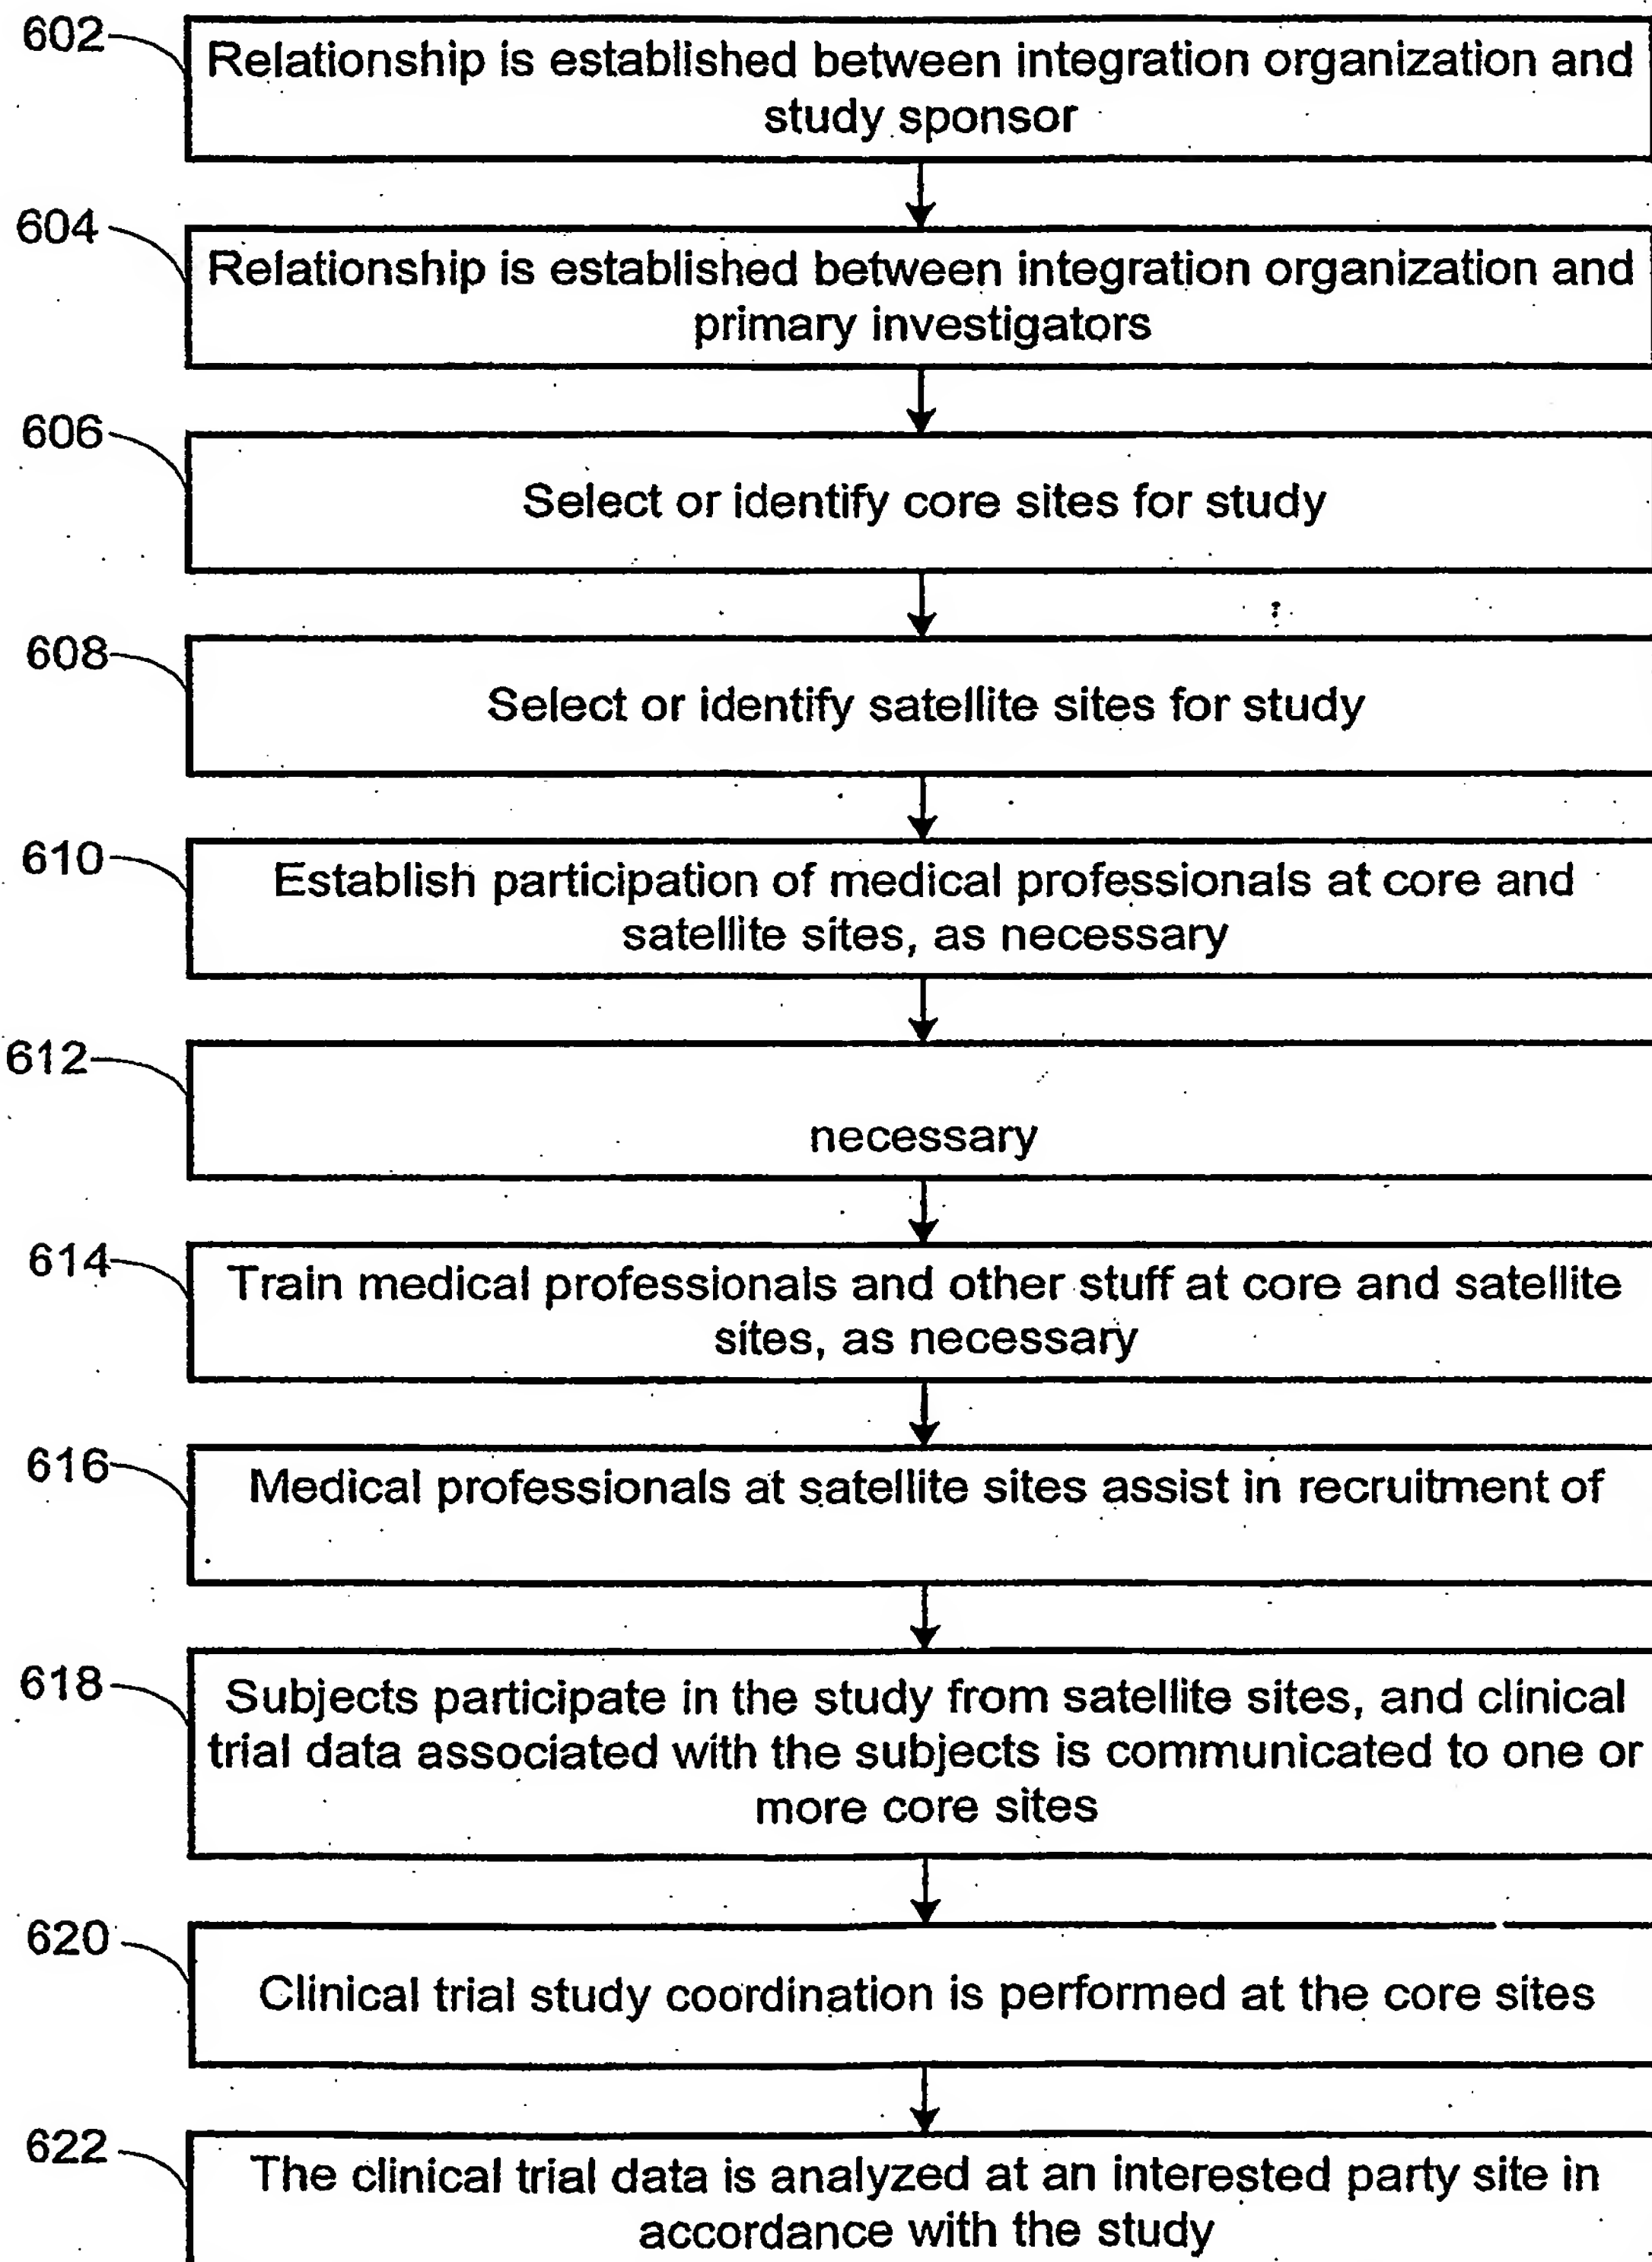 602
Relationship is established between integration organization and
study sponsor
604
Relationship is established between integration organization and
primary investigators
606
Select or identify core sites for study
608
Select or identify satellite sites for study
610
Establish participation of medical professionals at core and
satellite sites, as necessary
612
necessary
614
Train medical professionals and other stuff at core and satellite
sites, as necessary
616
Medical professionals at satellite sites assist in recruitment of
618
Subjects participate in the study from satellite sites, and clinical
trial data associated with the subjects is communicated to one or
more core sites
620
Clinical trial study coordination is performed at the core sites
622
The clinical trial data is analyzed at an interested party site in
accordance with the study